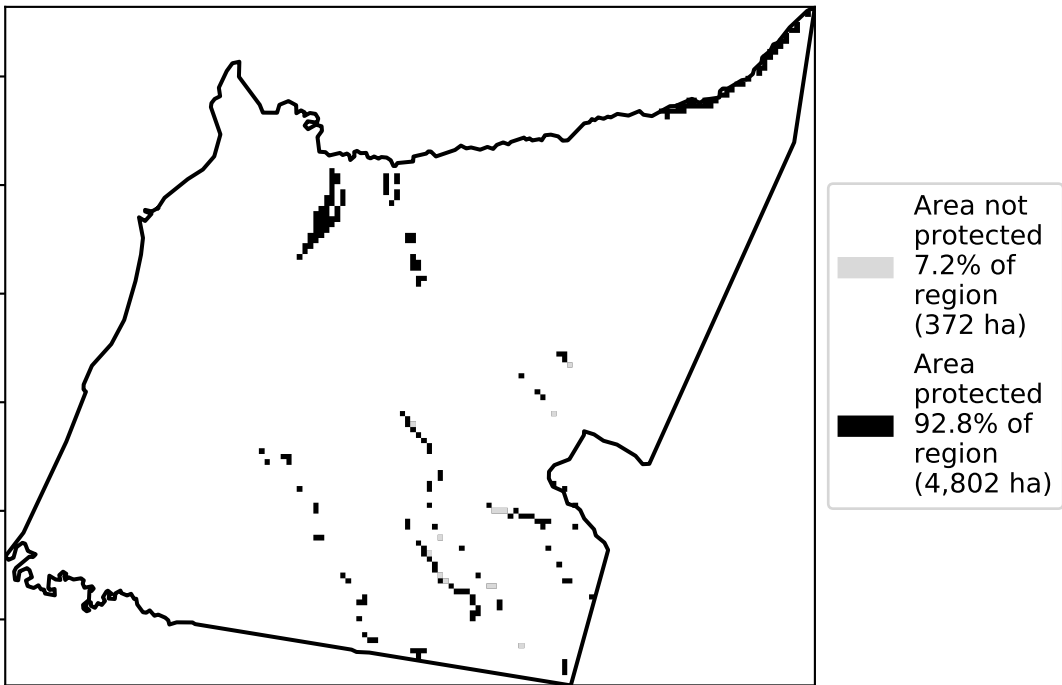 Area not
protected
7.2% of
region
(372 ha)
Area
protected
92.8% of
region
(4,802 ha)